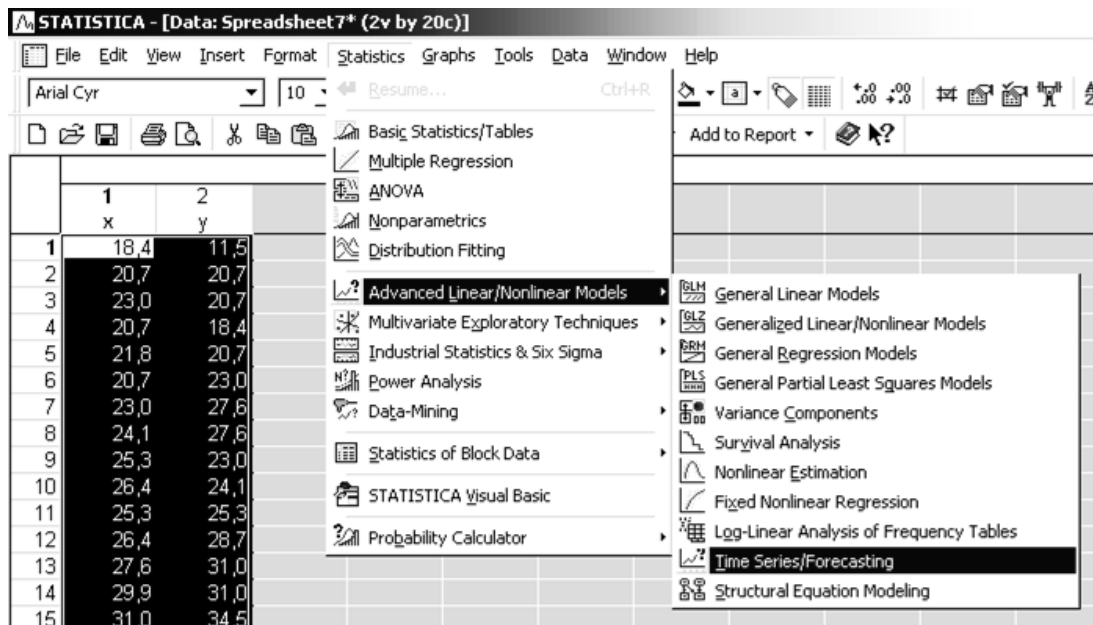 STATISTICA - [Data: Spreadsheet7* (2v by 20c)]
File Edit View Insert Format Statistics Graphs Tools Data Window Help
Arial Cyr 10
Resume... Ctrl+R
Add to Report
Basic Statistics/Tables
Multiple Regression
ANOVA
Nonparametrics
Distribution Fitting
Advanced Linear/Nonlinear Models
Multivariate Exploratory Techniques
Industrial Statistics & Six Sigma
Power Analysis
Data-Mining
Statistics of Block Data
STATISTICA Visual Basic
Probability Calculator
General Linear Models
Generalized Linear/Nonlinear Models
General Regression Models
General Partial Least Squares Models
Variance Components
Survival Analysis
Nonlinear Estimation
Fixed Nonlinear Regression
Log-Linear Analysis of Frequency Tables
Time Series/Forecasting
Structural Equation Modeling
1 2
x y
1 18,4 11,5
2 20,7 20,7
3 23,0 20,7
4 20,7 18,4
5 21,8 20,7
6 20,7 23,0
7 23,0 27,6
8 24,1 27,6
9 25,3 23,0
10 26,4 24,1
11 25,3 25,3
12 26,4 28,7
13 27,6 31,0
14 29,9 31,0
15 31,0 34,5